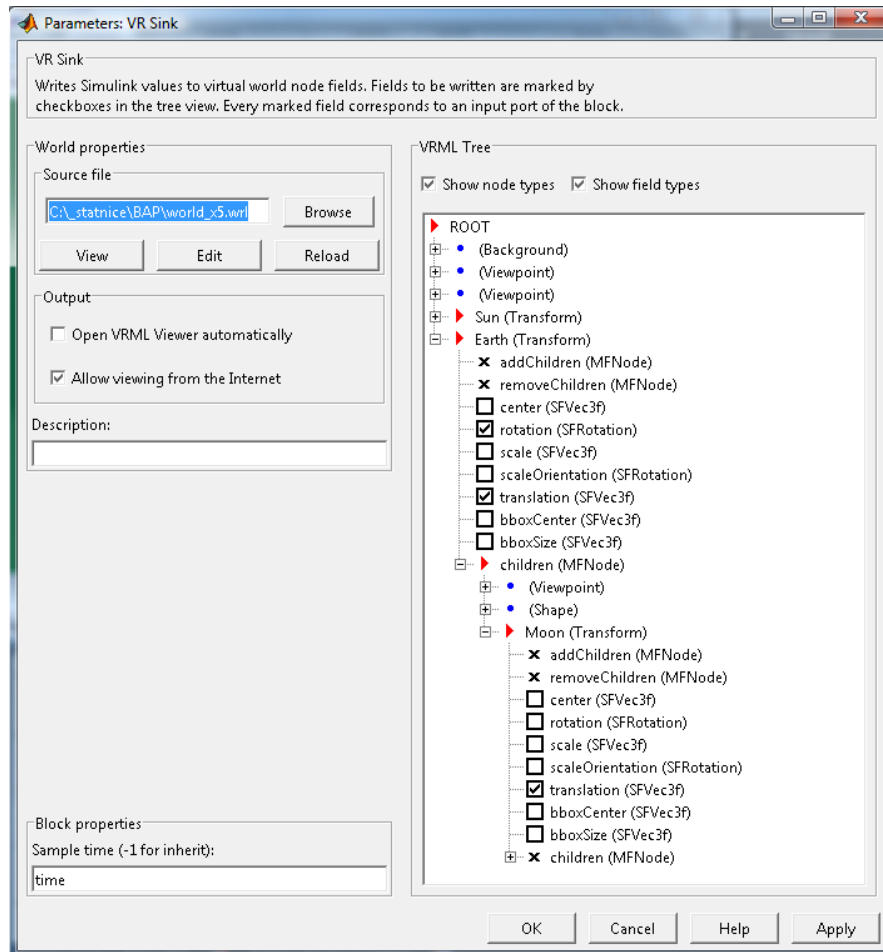 Parameters: VR Sink
VR Sink
Writes Simulink values to virtual world node fields. Fields to be written are marked by
checkboxes in the tree view. Every marked field corresponds to an input port of the block.
World properties
Source file
C:\_statnice\BAP\world_x5.wrl
Browse
View
Edit
Reload
Output
Open VRML Viewer automatically
Allow viewing from the Internet
Description:
Block properties
Sample time (-1 for inherit):
time
VRML Tree
Show node types
Show field types
ROOT
(Background)
(Viewpoint)
(Viewpoint)
Sun (Transform)
Earth (Transform)
addChildren (MFNode)
removeChildren (MFNode)
center (SFVec3f)
rotation (SFRotation)
scale (SFVec3f)
scaleOrientation (SFRotation)
translation (SFVec3f)
bboxCenter (SFVec3f)
bboxSize (SFVec3f)
children (MFNode)
(Viewpoint)
(Shape)
Moon (Transform)
addChildren (MFNode)
removeChildren (MFNode)
center (SFVec3f)
rotation (SFRotation)
scale (SFVec3f)
scaleOrientation (SFRotation)
translation (SFVec3f)
bboxCenter (SFVec3f)
bboxSize (SFVec3f)
children (MFNode)
OK
Cancel
Help
Apply